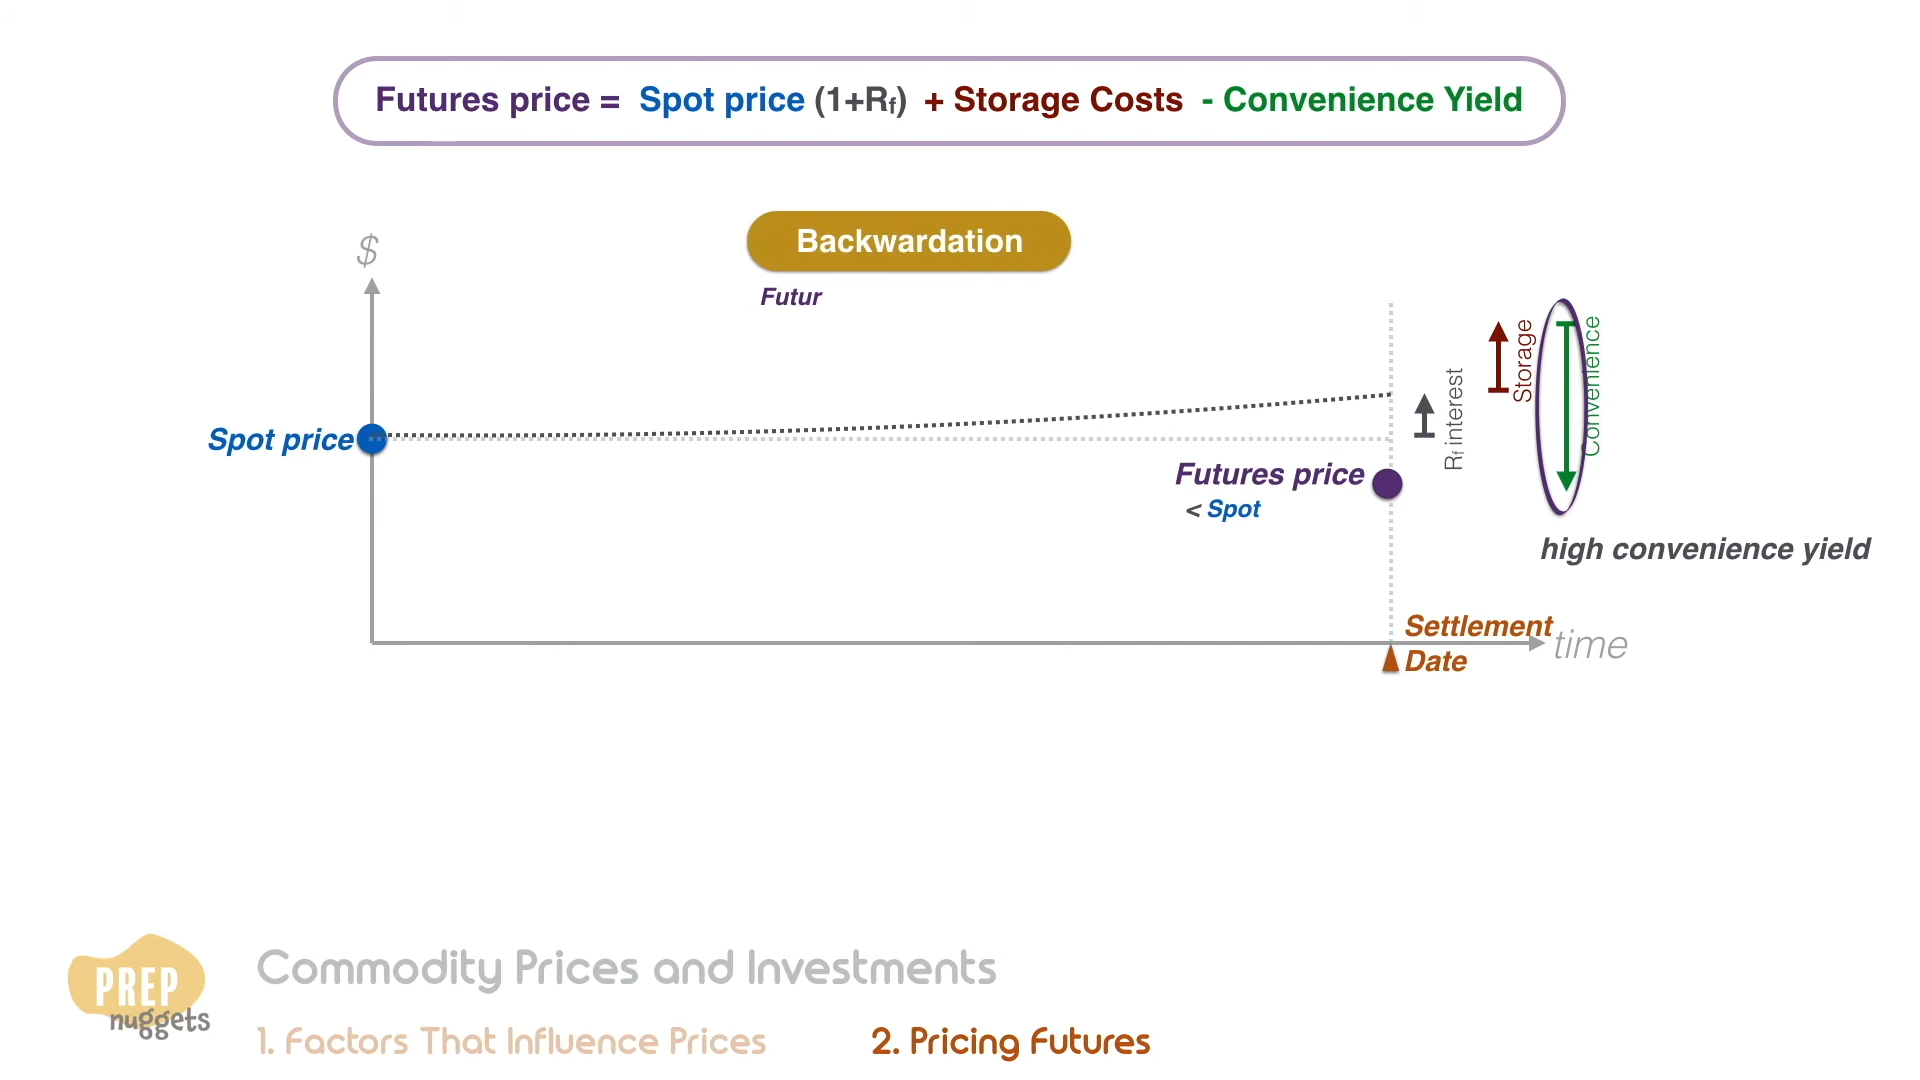 Futures price = Spot price (1+Rf) + Storage Costs - Convenience Yield
$
Backwardation
Futur
Storage
Convenience
Rf interest
Spot price
Futures price
< Spot
high convenience yield
Settlement
Date
time
PREP
nuggets
Commodity Prices and Investments
1. Factors That Influence Prices
2. Pricing Futures